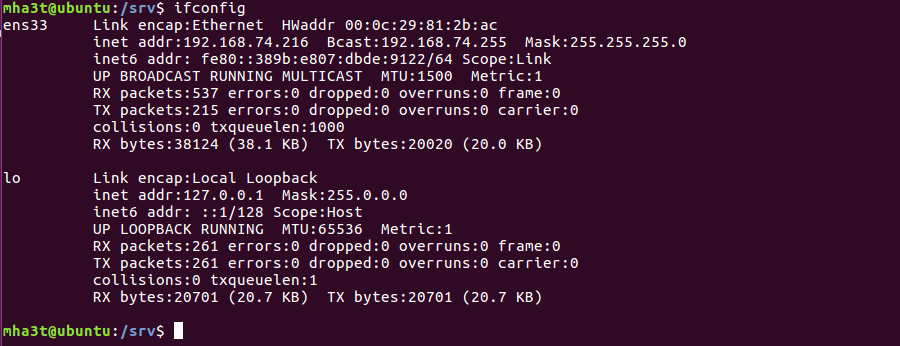 mha3t@ubuntu:/srv$ ifconfig
ens33     Link encap:Ethernet  HWaddr 00:0c:29:81:2b:ac
          inet addr:192.168.74.216  Bcast:192.168.74.255  Mask:255.255.255.0
          inet6 addr: fe80::389b:e807:dbde:9122/64 Scope:Link
          UP BROADCAST RUNNING MULTICAST  MTU:1500  Metric:1
          RX packets:537 errors:0 dropped:0 overruns:0 frame:0
          TX packets:215 errors:0 dropped:0 overruns:0 carrier:0
          collisions:0 txqueuelen:1000
          RX bytes:38124 (38.1 KB)  TX bytes:20020 (20.0 KB)

lo        Link encap:Local Loopback
          inet addr:127.0.0.1  Mask:255.0.0.0
          inet6 addr: ::1/128 Scope:Host
          UP LOOPBACK RUNNING  MTU:65536  Metric:1
          RX packets:261 errors:0 dropped:0 overruns:0 frame:0
          TX packets:261 errors:0 dropped:0 overruns:0 carrier:0
          collisions:0 txqueuelen:1
          RX bytes:20701 (20.7 KB)  TX bytes:20701 (20.7 KB)

mha3t@ubuntu:/srv$